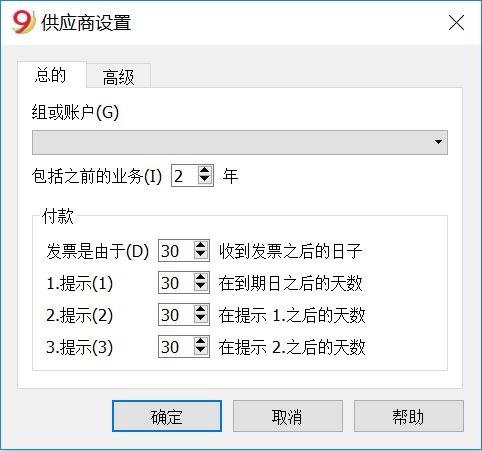 9 供应商设置
总的 高级
组或账户(G)
包括之前的业务(I) 2 年
付款
发票是由于(D) 30 收到发票之后的日子
1.提示(1) 30 在到期日之后的天数
2.提示(2) 30 在提示 1.之后的天数
3.提示(3) 30 在提示 2.之后的天数
确定 取消 帮助